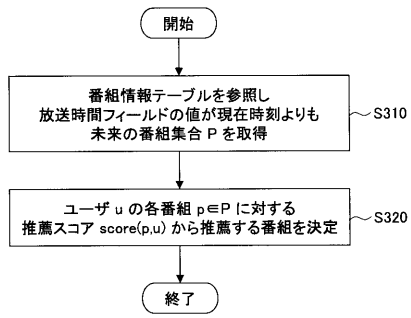 開始
番組情報テーブルを参照し
放送時間フィールドの値が現在時刻よりも
未来の番組集合 P を取得
S310
ユーザ u の各番組 p∈P に対する
推薦スコア score(p,u) から推薦する番組を決定
S320
終了